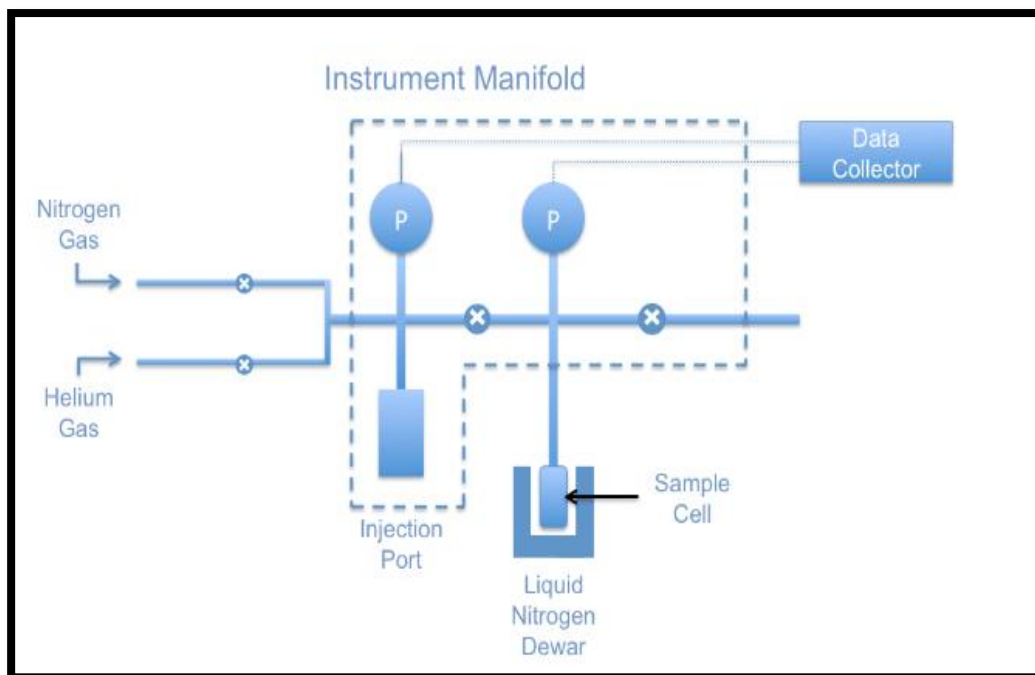 Instrument Manifold
Data
Collector
P
P
Nitrogen
Gas
Helium
Gas
Injection
Port
Sample
Cell
Liquid
Nitrogen
Dewar